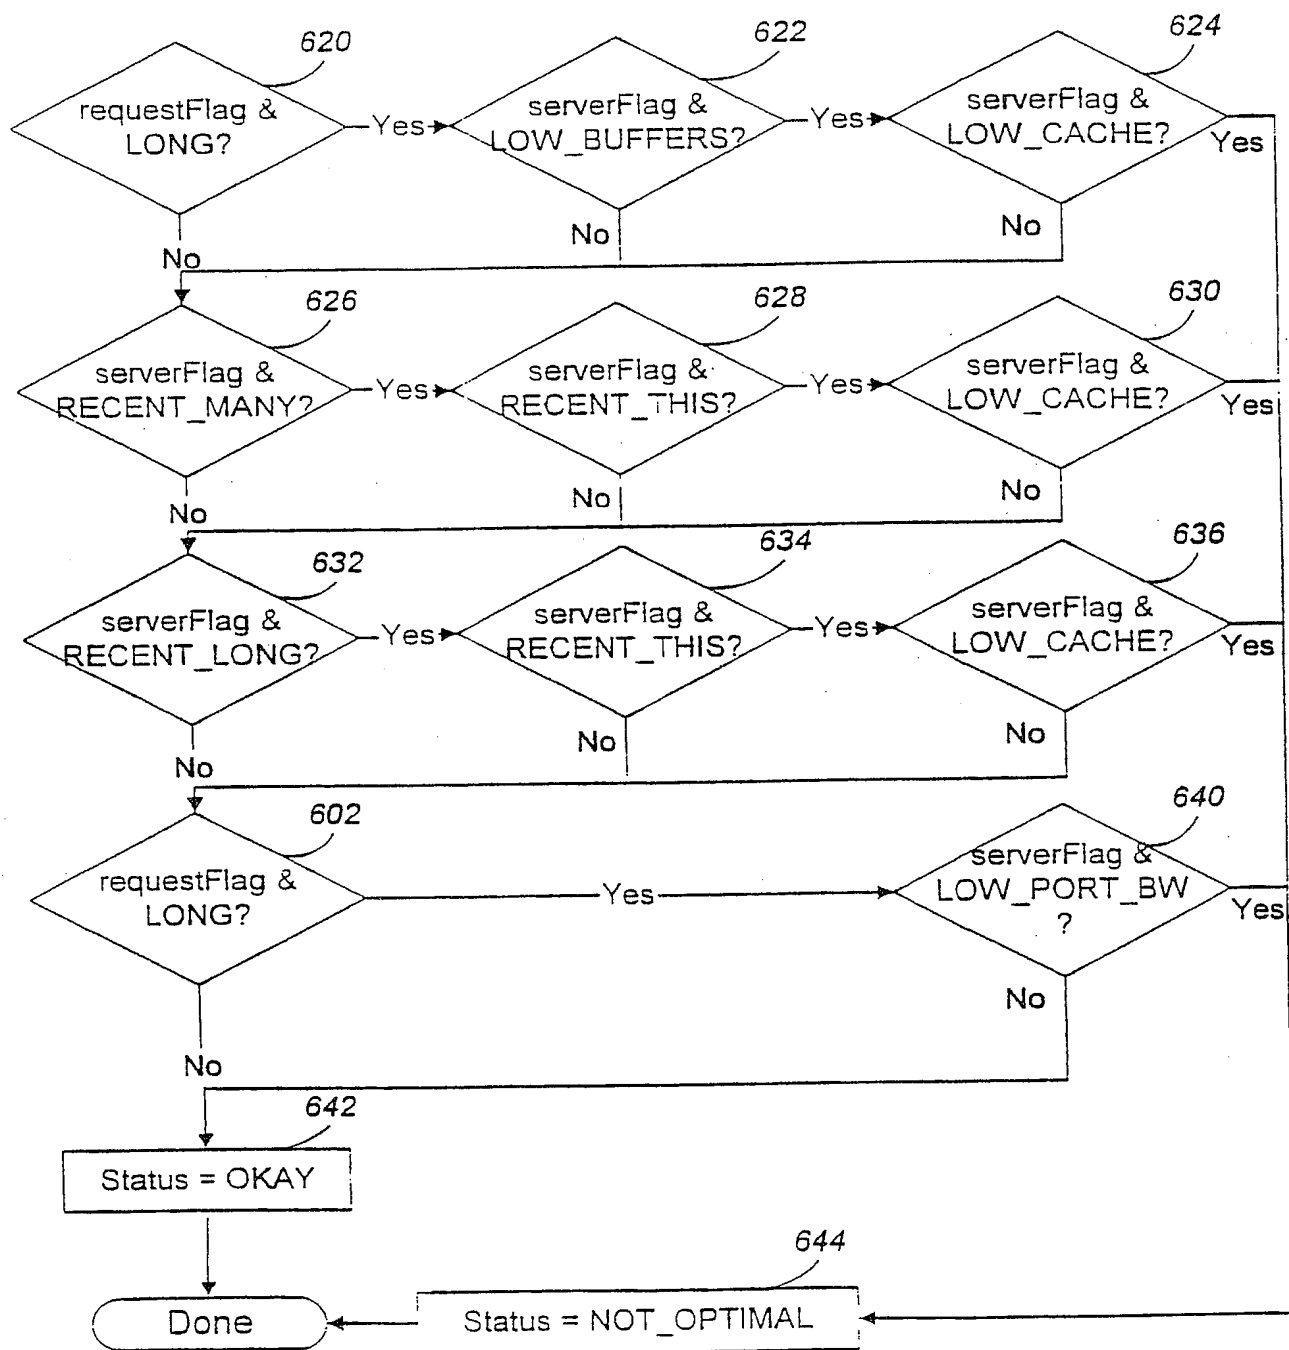 620
622
624
requestFlag &
LONG?
Yes
serverFlag &
LOW_BUFFERS?
Yes
serverFlag &
LOW_CACHE?
Yes
No
No
No
626
628
630
serverFlag &
RECENT_MANY?
Yes
serverFlag &
RECENT_THIS?
Yes
serverFlag &
LOW_CACHE?
Yes
No
No
No
632
634
636
serverFlag &
RECENT_LONG?
Yes
serverFlag &
RECENT_THIS?
Yes
serverFlag &
LOW_CACHE?
Yes
No
No
No
602
640
requestFlag &
LONG?
Yes
serverFlag &
LOW_PORT_BW
?
Yes
No
No
642
Status = OKAY
644
Done
Status = NOT_OPTIMAL